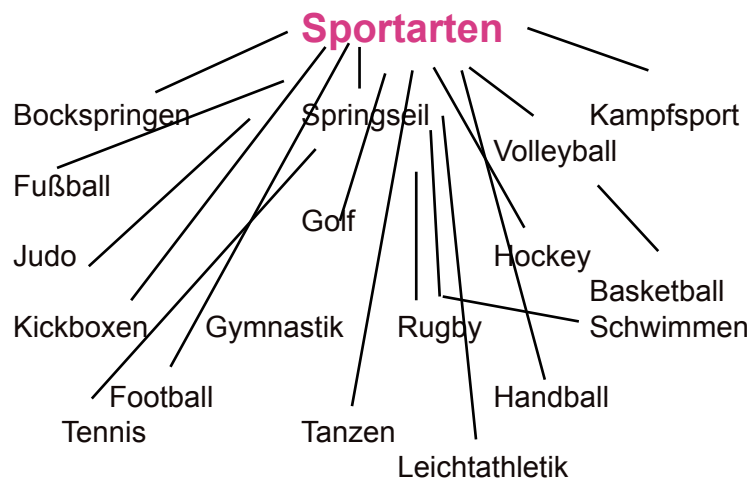 Sportarten
Bockspringen Springseil Kampfsport
Volleyball
Fußball
Golf
Judo Hockey
Basketball
Kickboxen Gymnastik Rugby Schwimmen
Football Handball
Tennis Tanzen
Leichtathletik